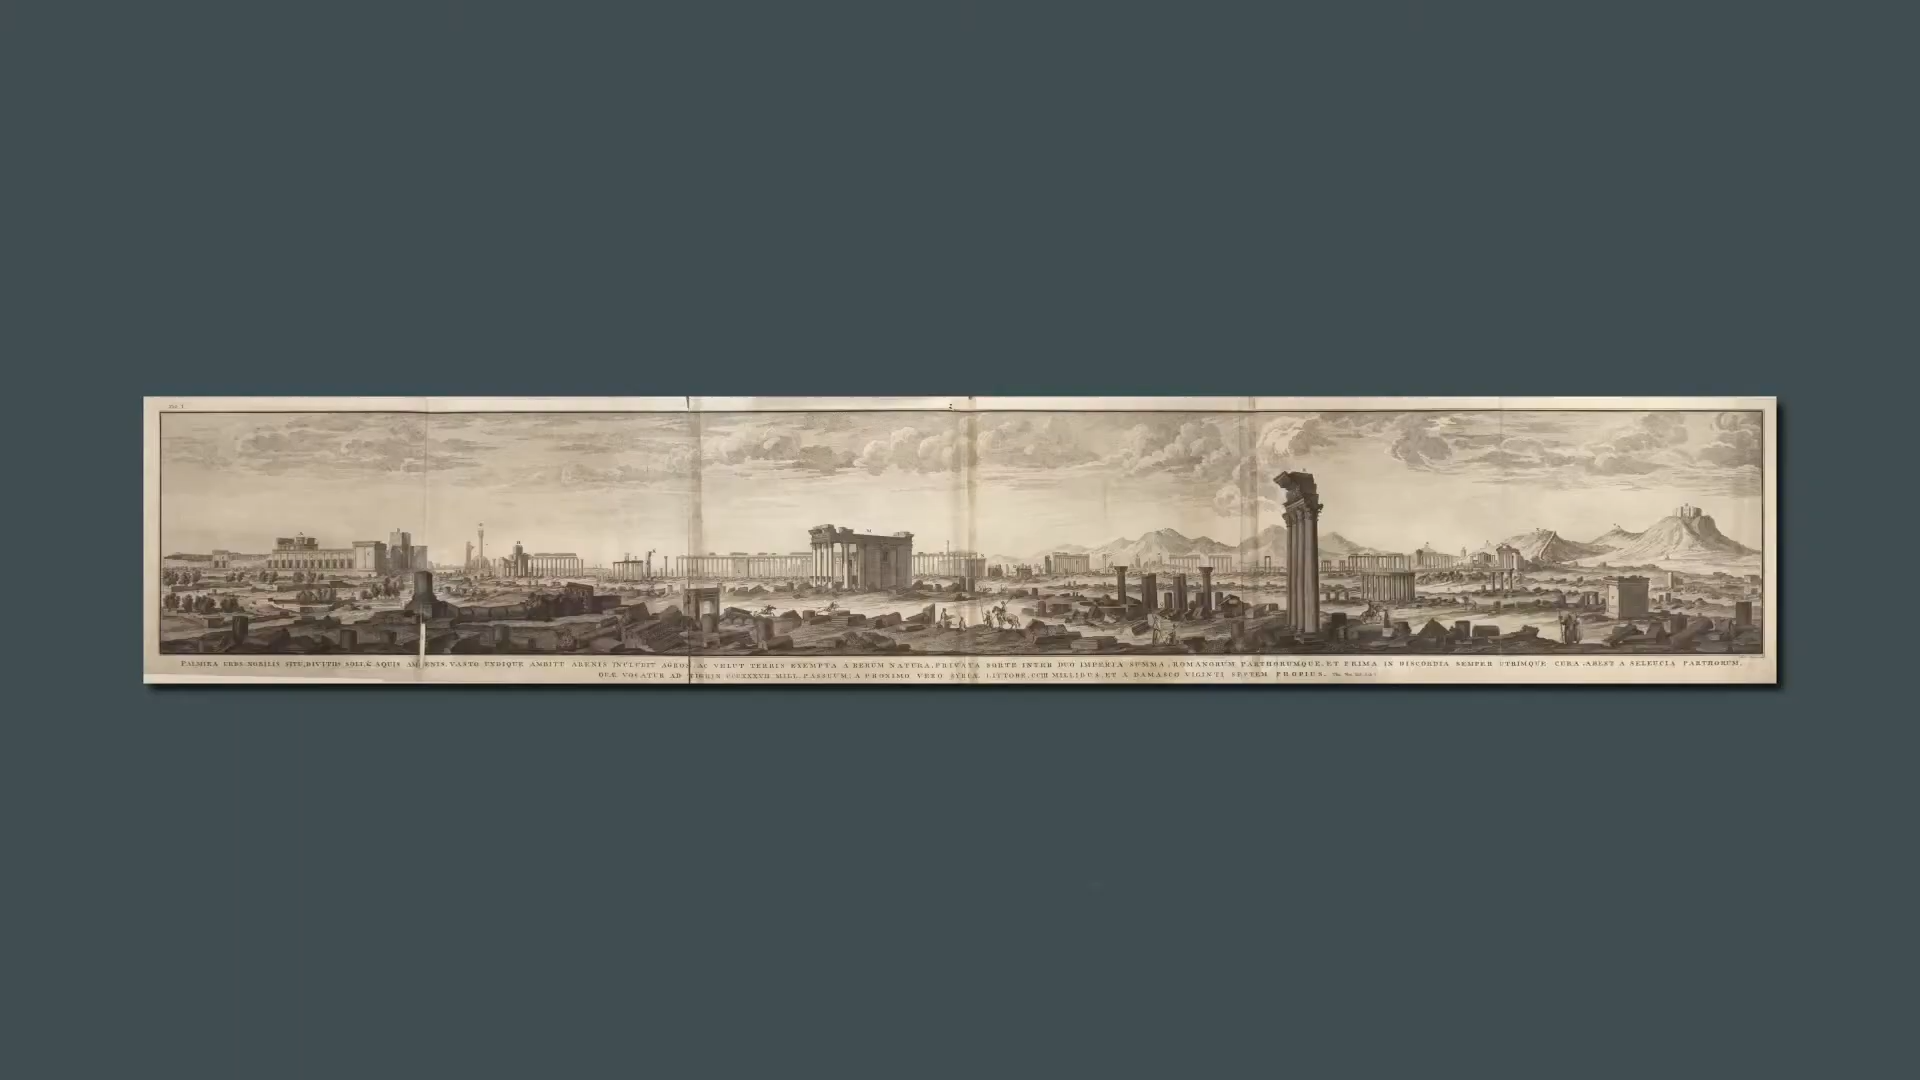 PALMIRA URBS NOBILIS SITU, DIVITIIS SOLI, & AQUIS AMOENIS. VASTO UNDIQUE AMBITU ARENIS INCLUDIT AGROS, AC VELUT TERRIS EXEMPTA A RERUM NATURA, PRIVATA SORTE INTER DUO IMPERIA SUMMA, ROMANORUM PARTHORUMQUE, ET PRIMA IN DISCORDIA SEMPER UTRIMQUE CURA. ABEST A SELEUCIA PARTHORUM,
QUÆ VOCATUR AD TIGRIM CCCXXXVII MILL. PASSUUM; A PROXIMO VERO SYRIÆ LITTORE, CCIII MILLIBUS, ET A DAMASCO VIGINTI SEPTEM PROPIUS.